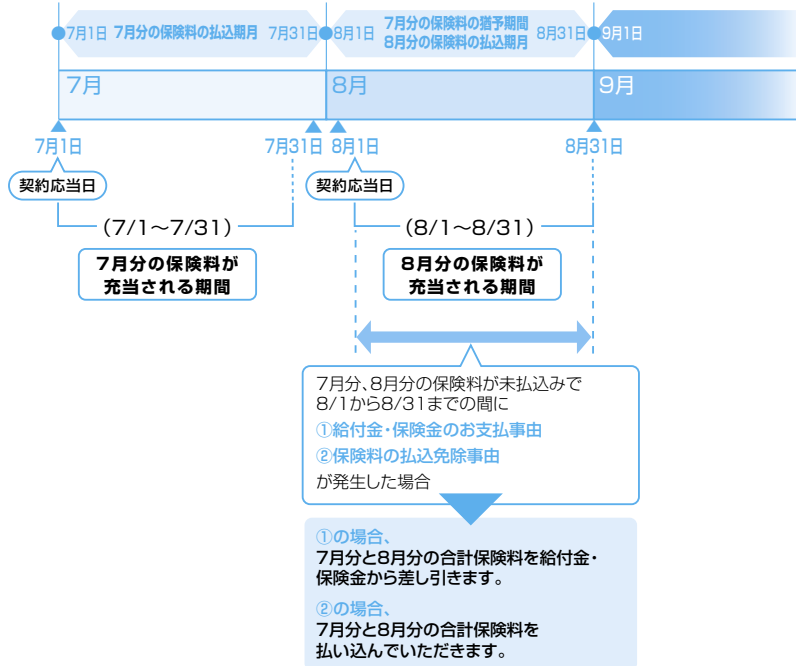 7月1日 7月分の保険料の払込期月 7月31日
8月1日 7月分の保険料の猶予期間
8月分の保険料の払込期月 8月31日
9月1日
7月
8月
9月
7月1日
7月31日
8月1日
8月31日
契約応当日
契約応当日
(7/1～7/31)
(8/1～8/31)
7月分の保険料が
充当される期間
8月分の保険料が
充当される期間
7月分、8月分の保険料が未払込みで
8/1から8/31までの間に
①給付金・保険金のお支払事由
②保険料の払込免除事由
が発生した場合
①の場合、
7月分と8月分の合計保険料を給付金・
保険金から差し引きます。
②の場合、
7月分と8月分の合計保険料を
払い込んでいただきます。